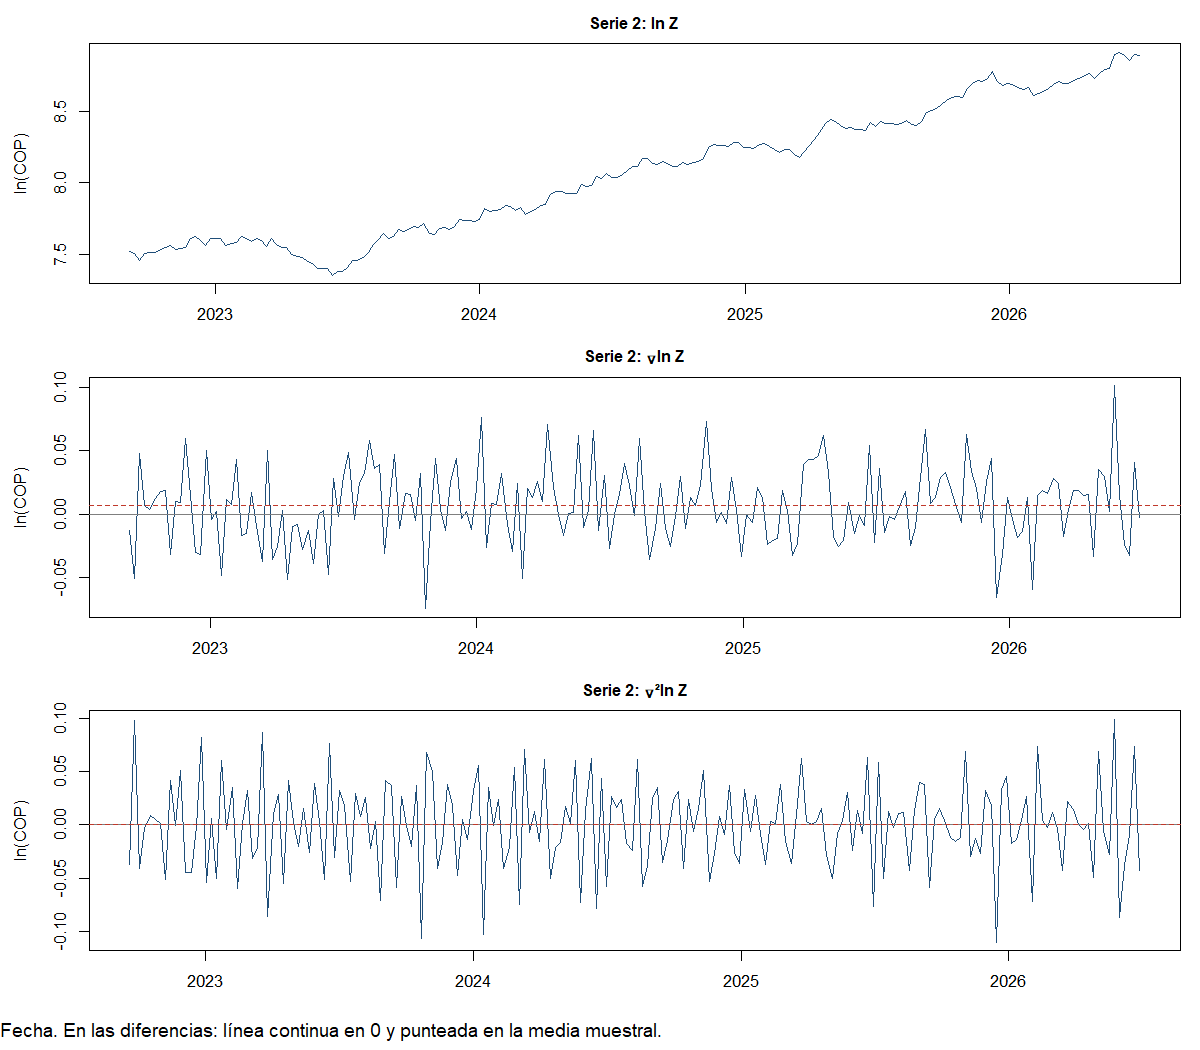 Serie 2: ln Z
ln(COP)
8.5
8.0
7.5
2023 2024 2025 2026
Serie 2: ∇ln Z
ln(COP)
0.10
0.05
0.00
-0.05
2023 2024 2025 2026
Serie 2: ∇²ln Z
ln(COP)
0.10
0.05
0.00
-0.05
-0.10
2023 2024 2025 2026
Fecha. En las diferencias: línea continua en 0 y punteada en la media muestral.